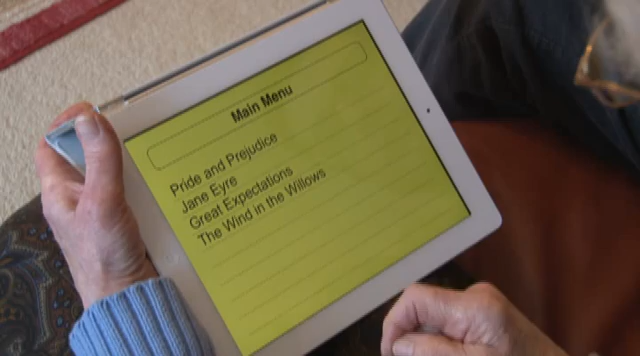 Main Menu
Pride and Prejudice
Jane Eyre
Great Expectations
The Wind in the Willows